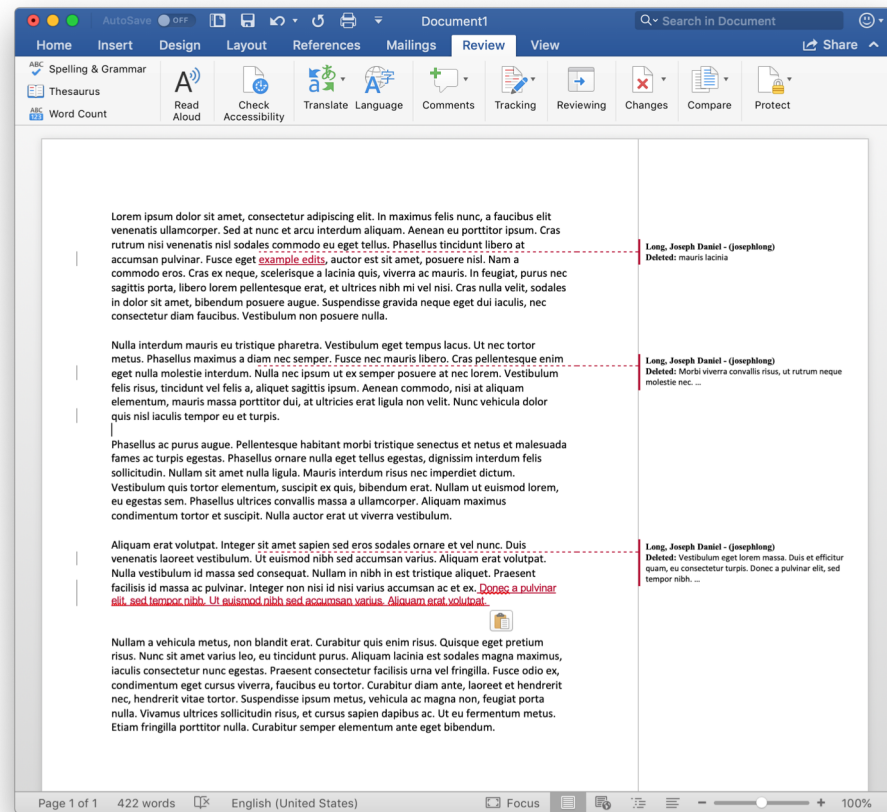 AutoSave OFF Document1 Search in Document
Home Insert Design Layout References Mailings Review View Share
ABC Spelling & Grammar
Thesaurus
ABC 123 Word Count
Read Aloud
Check Accessibility
Translate Language Comments Tracking Reviewing Changes Compare Protect
Lorem ipsum dolor sit amet, consectetur adipiscing elit. In maximus felis nunc, a faucibus elit
venenatis ullamcorper. Sed at nunc et arcu interdum aliquam. Aenean eu porttitor ipsum. Cras
rutrum nisi venenatis nisl sodales commodo eu eget tellus. Phasellus tincidunt libero at
accumsan pulvinar. Fusce eget example edits, auctor est sit amet, posuere nisl. Nam a
commodo eros. Cras ex neque, scelerisque a lacinia quis, viverra ac mauris. In feugiat, purus nec
sagittis porta, libero lorem pellentesque erat, et ultrices nibh mi vel nisi. Cras nulla velit, sodales
in dolor sit amet, bibendum posuere augue. Suspendisse gravida neque eget dui iaculis, nec
consectetur diam faucibus. Vestibulum non posuere nulla.
Long, Joseph Daniel - (josephlong)
Deleted: mauris lacinia
Nulla interdum mauris eu tristique pharetra. Vestibulum eget tempus lacus. Ut nec tortor
metus. Phasellus maximus a diam nec semper. Fusce nec mauris libero. Cras pellentesque enim
eget nulla molestie interdum. Nulla nec ipsum ut ex semper posuere at nec lorem. Vestibulum
felis risus, tincidunt vel felis a, aliquet sagittis ipsum. Aenean commodo, nisi at aliquam
elementum, mauris massa porttitor dui, at ultricies erat ligula non velit. Nunc vehicula dolor
quis nisl iaculis tempor eu et turpis.
Long, Joseph Daniel - (josephlong)
Deleted: Morbi viverra convallis risus, ut rutrum neque
molestie nec. ...
Phasellus ac purus augue. Pellentesque habitant morbi tristique senectus et netus et malesuada
fames ac turpis egestas. Phasellus ornare nulla eget tellus egestas, dignissim interdum felis
sollicitudin. Nullam sit amet nulla ligula. Mauris interdum risus nec imperdiet dictum.
Vestibulum quis tortor elementum, suscipit ex quis, bibendum erat. Nullam ut euismod lorem,
eu egestas sem. Phasellus ultrices convallis massa a ullamcorper. Aliquam maximus
condimentum tortor et suscipit. Nulla auctor erat ut viverra vestibulum.
Aliquam erat volutpat. Integer sit amet sapien sed eros sodales ornare et vel nunc. Duis
venenatis laoreet vestibulum. Ut euismod nibh sed accumsan varius. Aliquam erat volutpat.
Nulla vestibulum id massa sed consequat. Nullam in nibh in est tristique aliquet. Praesent
facilisis id massa ac pulvinar. Integer non nisi id nisi varius accumsan ac et ex. Donec a pulvinar
elit, sed tempor nibh. Ut euismod nibh sed accumsan varius. Aliquam erat volutpat.
Long, Joseph Daniel - (josephlong)
Deleted: Vestibulum eget lorem massa. Duis et efficitur
quam, eu consectetur turpis. Donec a pulvinar elit, sed
tempor nibh. ...
Nullam a vehicula metus, non blandit erat. Curabitur quis enim risus. Quisque eget pretium
risus. Nunc sit amet varius leo, eu tincidunt purus. Aliquam lacinia est sodales magna maximus,
iaculis consectetur nunc egestas. Praesent consectetur facilisis urna vel fringilla. Fusce odio ex,
condimentum eget cursus viverra, faucibus eu tortor. Curabitur diam ante, laoreet et hendrerit
nec, hendrerit vitae tortor. Suspendisse ipsum metus, vehicula ac magna non, feugiat porta
nulla. Vivamus ultrices sollicitudin risus, et cursus sapien dapibus ac. Ut eu fermentum metus.
Etiam fringilla porttitor nulla. Curabitur semper elementum ante eget bibendum.
Page 1 of 1 422 words English (United States) Focus 100%